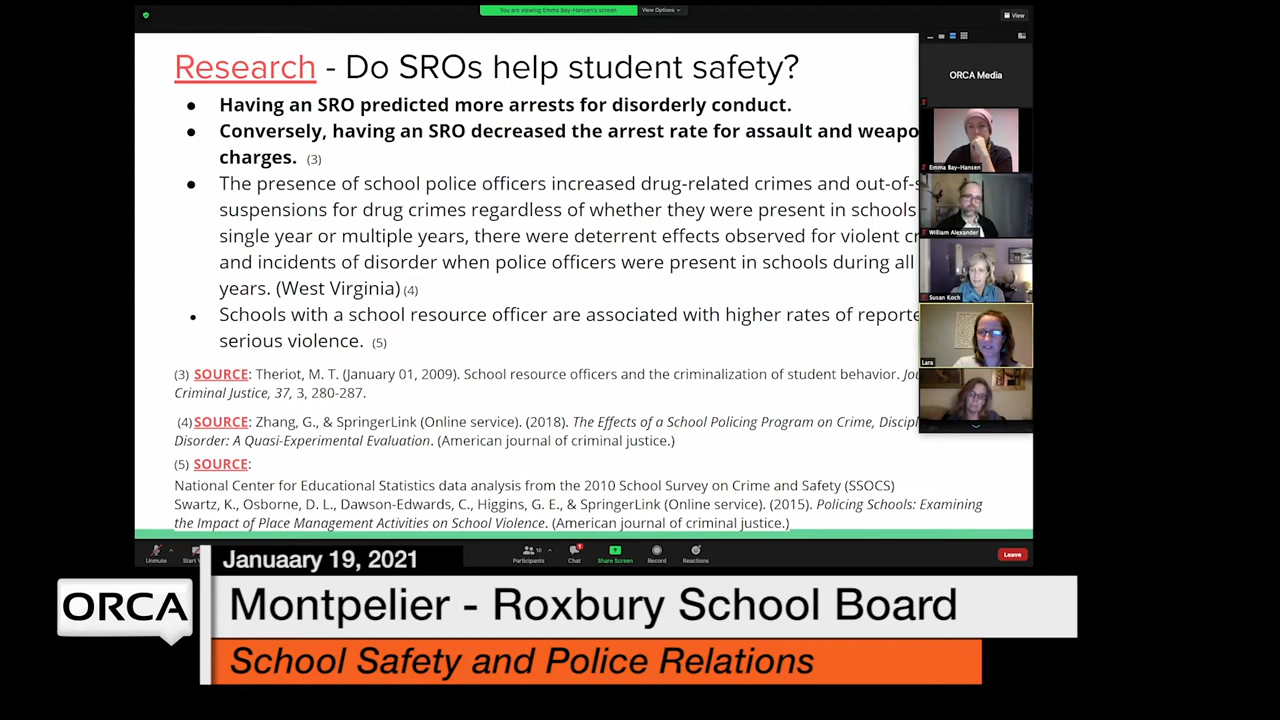 You are viewing Emma Bay-Hansen's screen
View Options
View
Research - Do SROs help student safety?
ORCA Media
● Having an SRO predicted more arrests for disorderly conduct.
● Conversely, having an SRO decreased the arrest rate for assault and weapo
charges. (3)
● The presence of school police officers increased drug-related crimes and out-of-s
suspensions for drug crimes regardless of whether they were present in schools
single year or multiple years, there were deterrent effects observed for violent cr
and incidents of disorder when police officers were present in schools during all
years. (West Virginia) (4)
● Schools with a school resource officer are associated with higher rates of reporte
serious violence. (5)
Emma Bay-Hansen
William Alexander
Susan Koch
Lara
(3) SOURCE: Theriot, M. T. (January 01, 2009). School resource officers and the criminalization of student behavior. Jou
Criminal Justice, 37, 3, 280-287.
(4) SOURCE: Zhang, G., & SpringerLink (Online service). (2018). The Effects of a School Policing Program on Crime, Discipl
Disorder: A Quasi-Experimental Evaluation. (American journal of criminal justice.)
(5) SOURCE:
National Center for Educational Statistics data analysis from the 2010 School Survey on Crime and Safety (SSOCS)
Swartz, K., Osborne, D. L., Dawson-Edwards, C., Higgins, G. E., & SpringerLink (Online service). (2015). Policing Schools: Examining
the Impact of Place Management Activities on School Violence. (American journal of criminal justice.)
Unmute
Start V
Participants 10
Chat 1
Share Screen
Record
Reactions
Leave
Januaary 19, 2021
ORCA
Montpelier - Roxbury School Board
School Safety and Police Relations